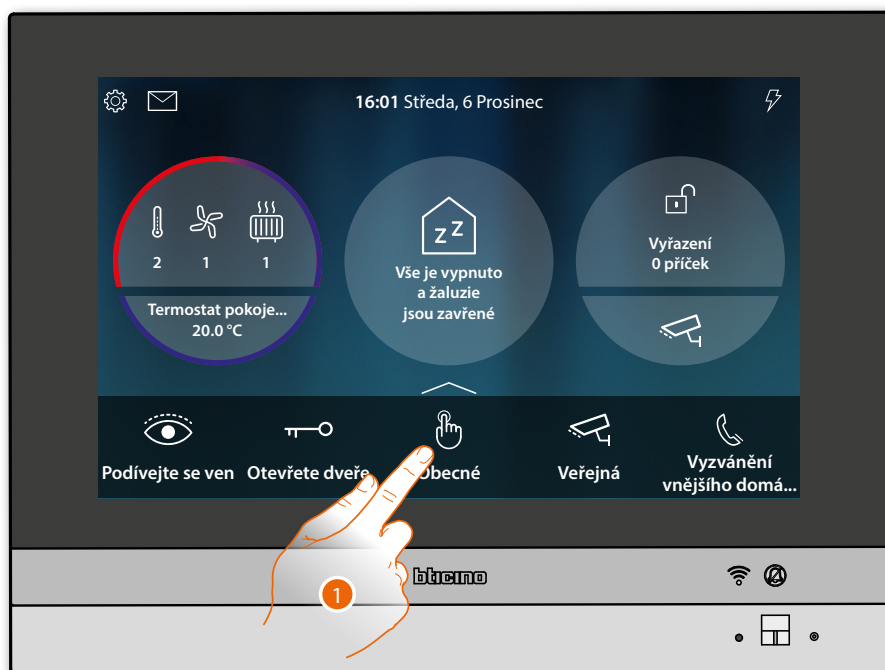 16:01 Středa, 6 Prosinec
2 1 1
Termostat pokoje...
20.0 °C
z Z
Vše je vypnuto
a žaluzie
jsou zavřené
Vyřazení
0 příček
Podívejte se ven
Otevřete dveře
Obecné
Veřejná
Vyzvánění
vnějšího domá...
bticino
1